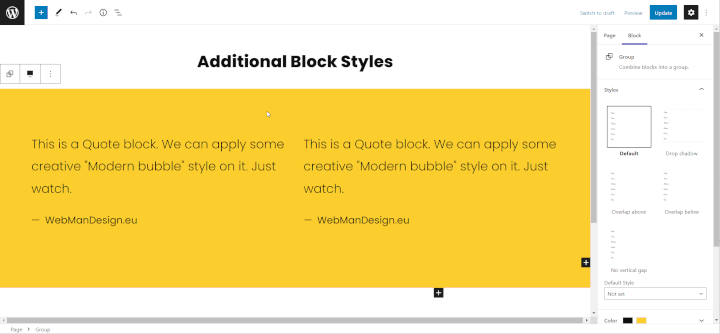 Switch to draft Preview Update
Page Block
Additional Block Styles
Group
Combine blocks into a group.
Styles
Default Drop shadow
Overlap above Overlap below
No vertical gap
Default Style
Not set
Color
This is a Quote block. We can apply some
creative "Modern bubble" style on it. Just
watch.
— WebManDesign.eu
This is a Quote block. We can apply some
creative "Modern bubble" style on it. Just
watch.
— WebManDesign.eu
Page > Group